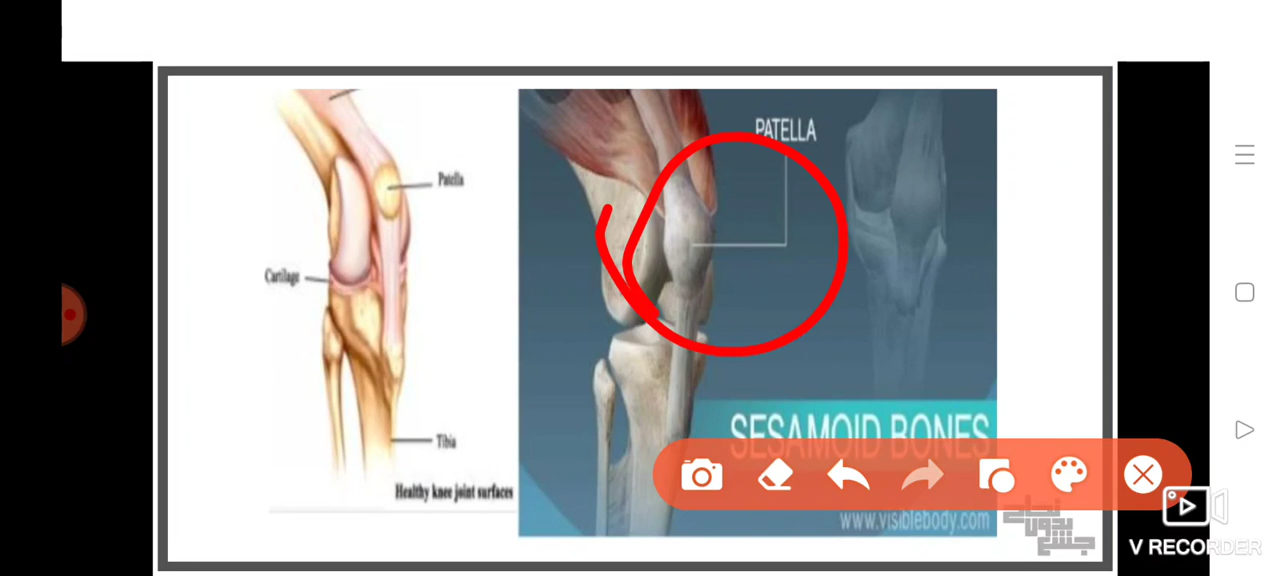 PATELLA
Patella
Cartilage
Tibia
Healthy knee joint surfaces
SESAMOID BONES
www.visiblebody.com
V RECORDER